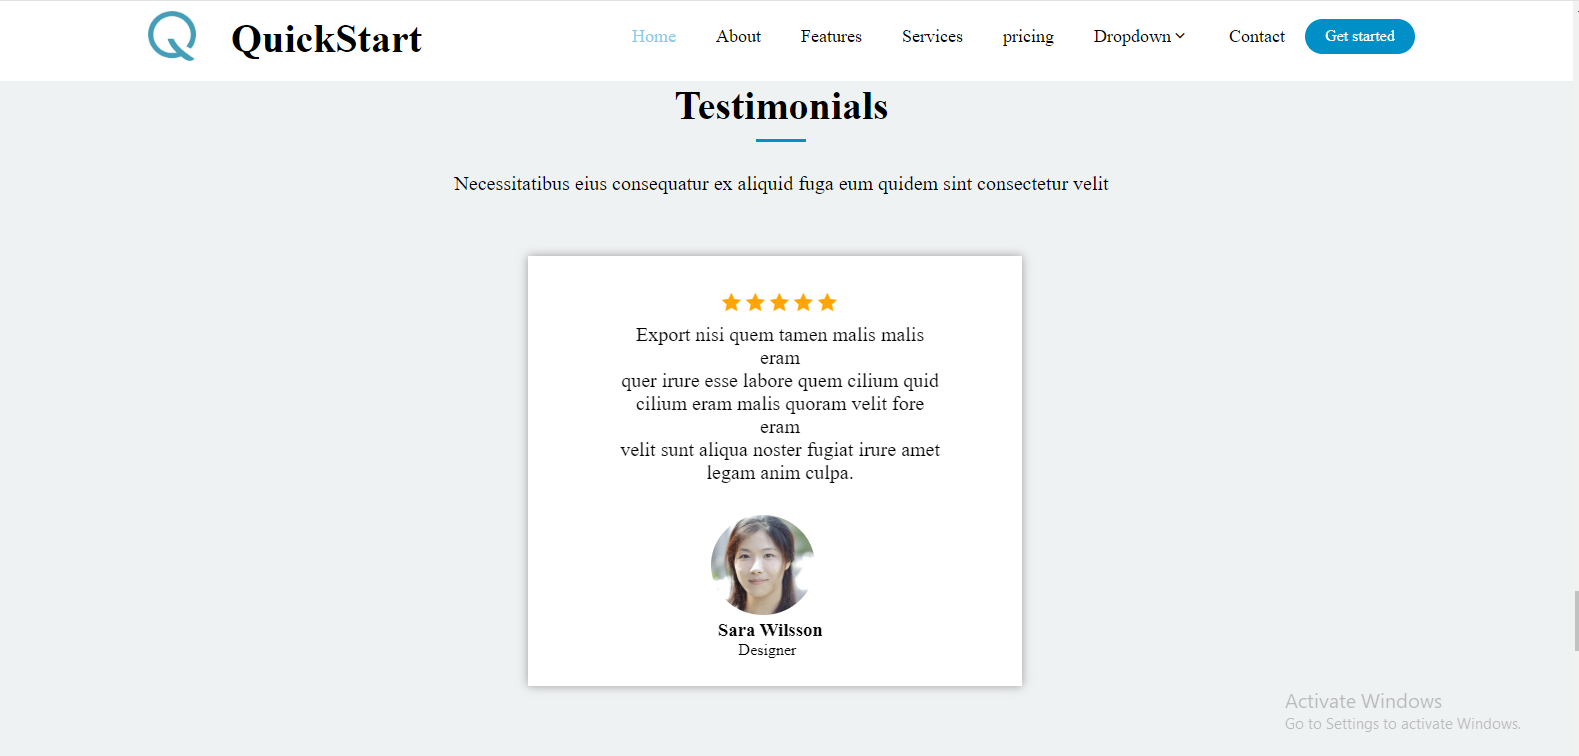 QuickStart
Home About Features Services pricing Dropdown Contact Get started
Testimonials
Necessitatibus eius consequatur ex aliquid fuga eum quidem sint consectetur velit
Export nisi quem tamen malis malis
eram
quer irure esse labore quem cilium quid
cilium eram malis quoram velit fore
eram
velit sunt aliqua noster fugiat irure amet
legam anim culpa.
Sara Wilsson
Designer
Activate Windows
Go to Settings to activate Windows.